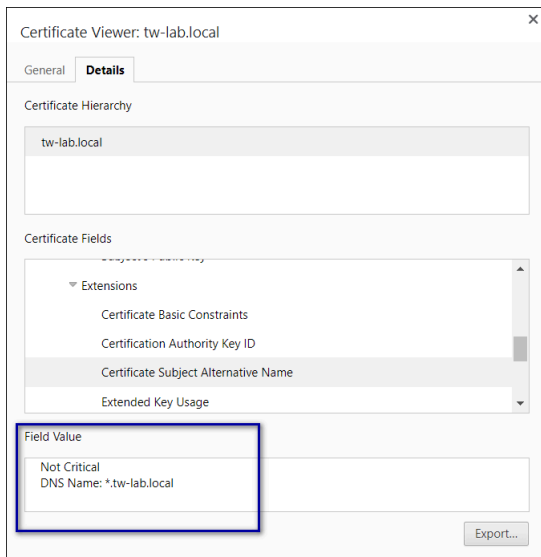 Certificate Viewer: tw-lab.local
General Details
Certificate Hierarchy
tw-lab.local
Certificate Fields
Extensions
Certificate Basic Constraints
Certification Authority Key ID
Certificate Subject Alternative Name
Extended Key Usage
Field Value
Not Critical
DNS Name: *.tw-lab.local
Export...